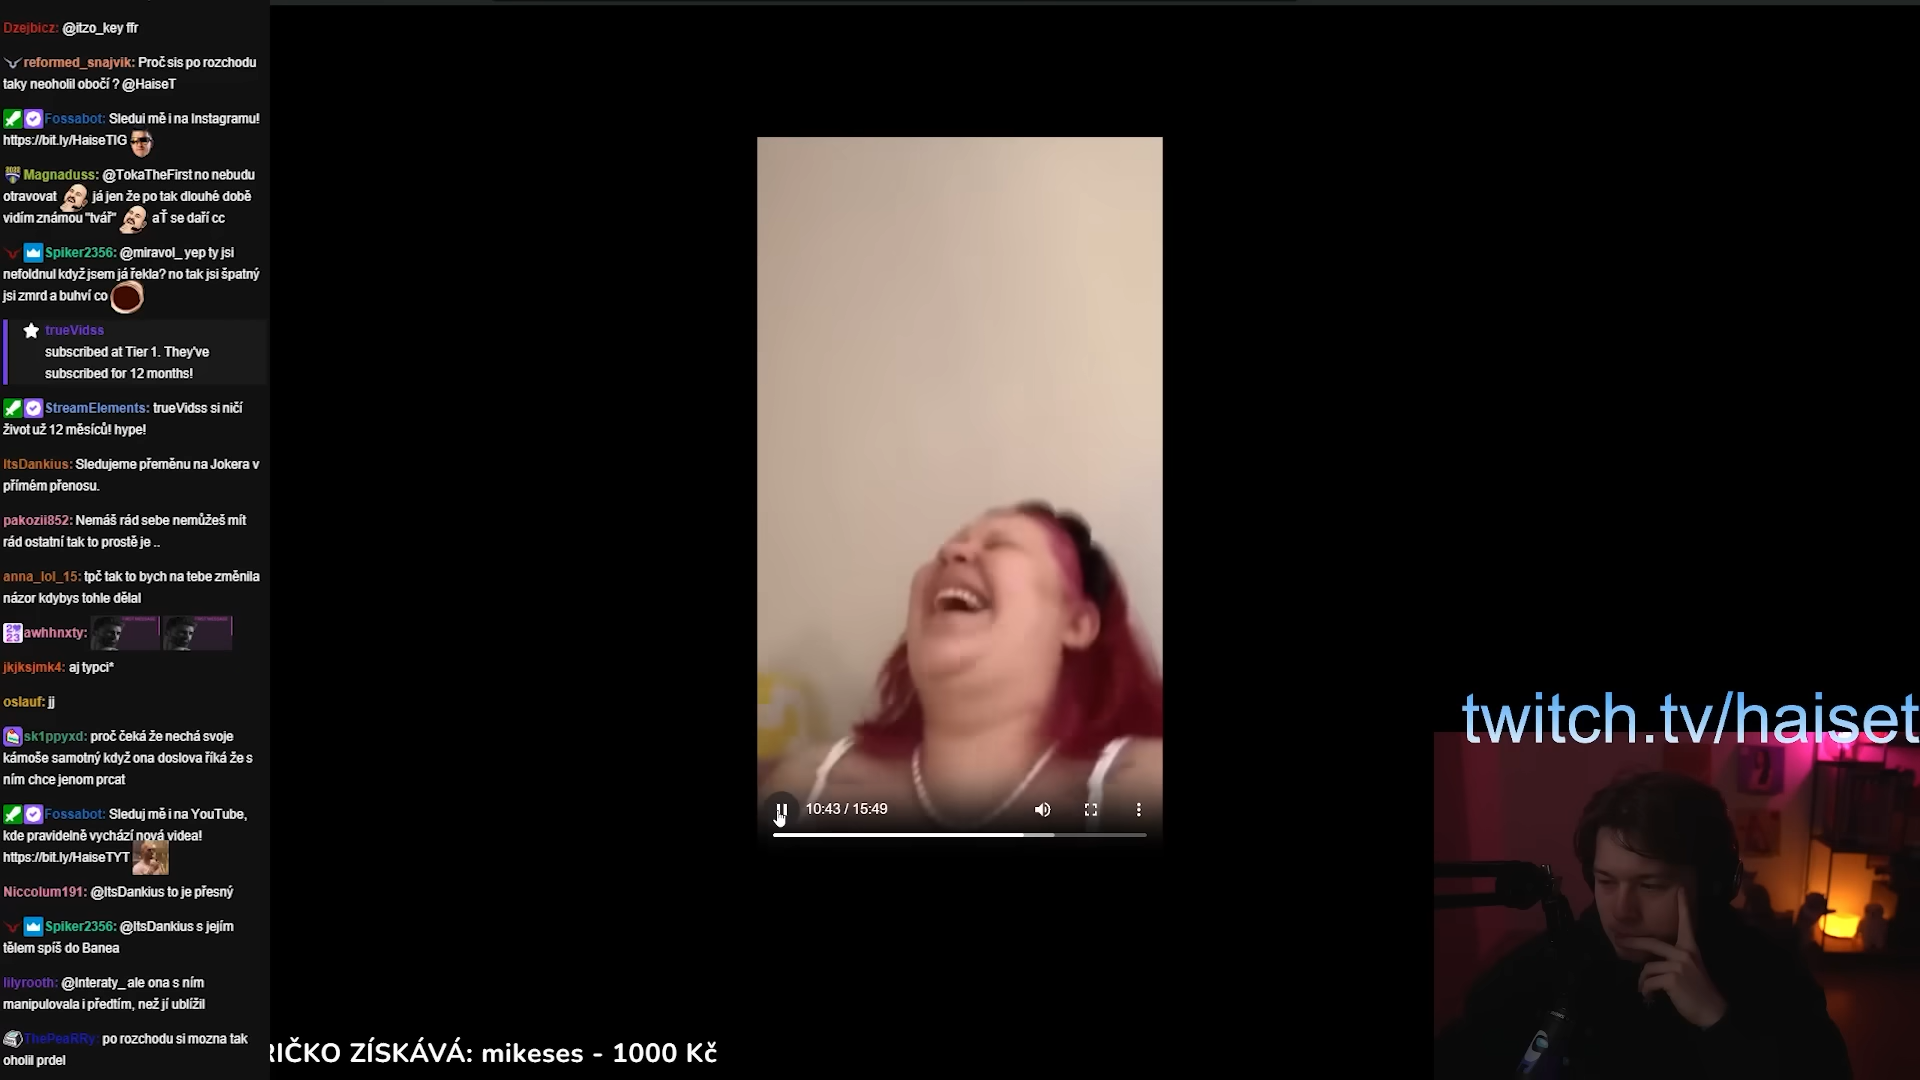 Dzejbicz: @itzo_key ffr
reformed_snajvik: Proč sis po rozchodu
taky neoholil obočí ? @HaiseT
Fossabot: Sleduj mě i na Instagramu!
https://bit.ly/HaiseTIG
Magnaduss: @TokaTheFirst no nebudu
otravovat já jen že po tak dlouhé době
vidím známou "tvář" aŤ se daří cc
Spiker2356: @miravol_ yep ty jsi
nefoldnul když jsem já řekla? no tak jsi špatný
jsi zmrd a buhví co
trueVidss
subscribed at Tier 1. They've
subscribed for 12 months!
StreamElements: trueVidss si ničí
život už 12 měsíců! hype!
ItsDankius: Sledujeme přeměnu na Jokera v
přímém přenosu.
pakozii852: Nemáš rád sebe nemůžeš mít
rád ostatní tak to prostě je ..
anna_lol_15: tpč tak to bych na tebe změnila
názor kdybys tohle dělal
awhhnxty:
jkjksjmk4: aj typci*
oslauf: jj
sk1ppyxd: proč čeká že nechá svoje
kámoše samotný když ona doslova říká že s
ním chce jenom prcat
Fossabot: Sleduj mě i na YouTube,
kde pravidelně vychází nová videa!
https://bit.ly/HaiseTYT
Niccolum191: @ItsDankius to je přesný
Spiker2356: @ItsDankius s jejím
tělem spíš do Banea
lilyrooth: @Interaty_ ale ona s ním
manipulovala i předtím, než jí ublížil
ThePeaRRy: po rozchodu si mozna tak
oholil prdel
10:43 / 15:49
twitch.tv/haiset
RIČKO ZÍSKÁVÁ: mikeses - 1000 Kč